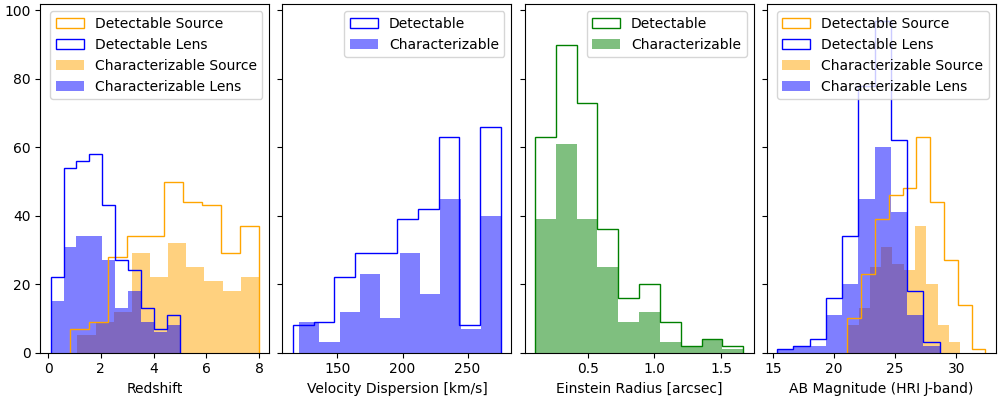 100
80
60
40
20
0
Detectable Source
Detectable Lens
Characterizable Source
Characterizable Lens
0 2 4 6 8
Redshift
Detectable
Characterizable
150 200 250
Velocity Dispersion [km/s]
Detectable
Characterizable
0.5 1.0 1.5
Einstein Radius [arcsec]
Detectable Source
Detectable Lens
Characterizable Source
Characterizable Lens
15 20 25 30
AB Magnitude (HRI J-band)